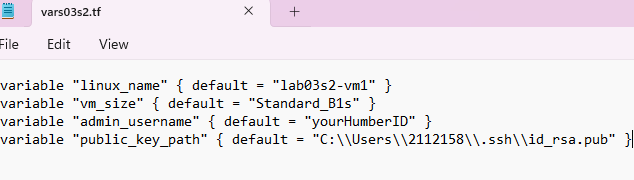 vars03s2.tf
File Edit View
variable "linux_name" { default = "lab03s2-vm1" }
variable "vm_size" { default = "Standard_B1s" }
variable "admin_username" { default = "yourHumberID" }
variable "public_key_path" { default = "C:\\Users\\2112158\\.ssh\\id_rsa.pub" }